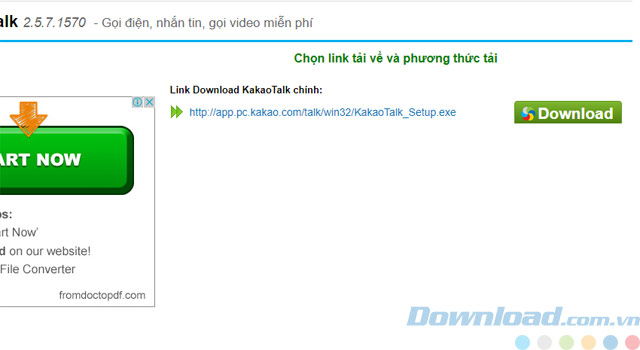 alk 2.5.7.1570 - Gọi điện, nhắn tin, gọi video miễn phí
Chọn link tải về và phương thức tải
Link Download KakaoTalk chính:
http://app.pc.kakao.com/talk/win32/KakaoTalk_Setup.exe
Download
ART NOW
os:
art Now'
d on our website!
File Converter
fromdoctopdf.com
Download.com.vn